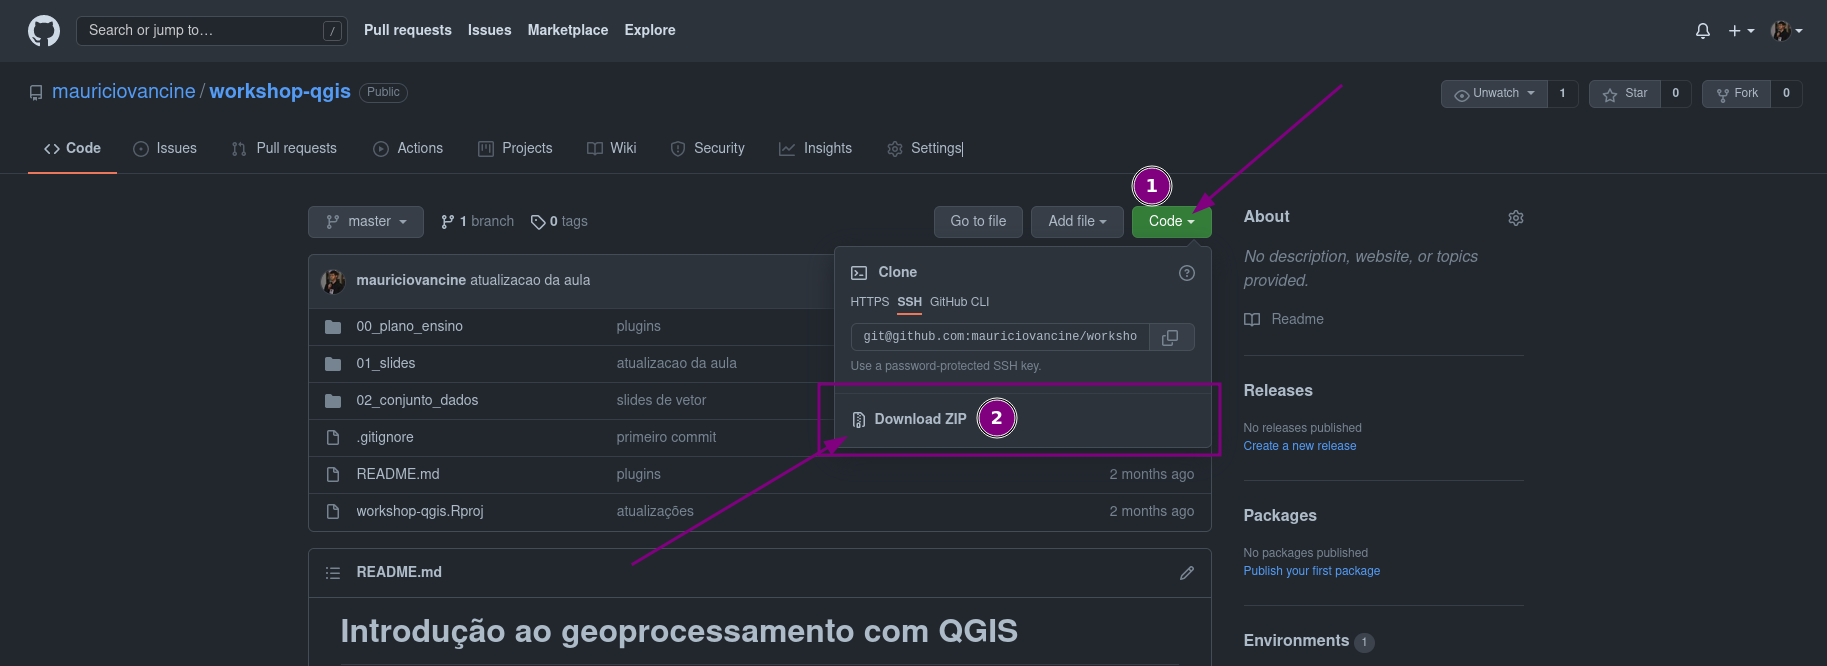 Search or jump to… /
Pull requests Issues Marketplace Explore
mauriciovancine / workshop-qgis Public
Unwatch 1 Star 0 Fork 0
Code Issues Pull requests Actions Projects Wiki Security Insights Settings
1
master 1 branch 0 tags
Go to file Add file Code
mauriciovancine atualizacao da aula
00_plano_ensino plugins
01_slides atualizacao da aula
02_conjunto_dados slides de vetor
.gitignore primeiro commit
README.md plugins 2 months ago
workshop-qgis.Rproj atualizações 2 months ago
Clone ?
HTTPS SSH GitHub CLI
git@github.com:mauriciovancine/worksho
Use a password-protected SSH key.
Download ZIP 2
README.md
Introdução ao geoprocessamento com QGIS
About
No description, website, or topics
provided.
Readme
Releases
No releases published
Create a new release
Packages
No packages published
Publish your first package
Environments 1